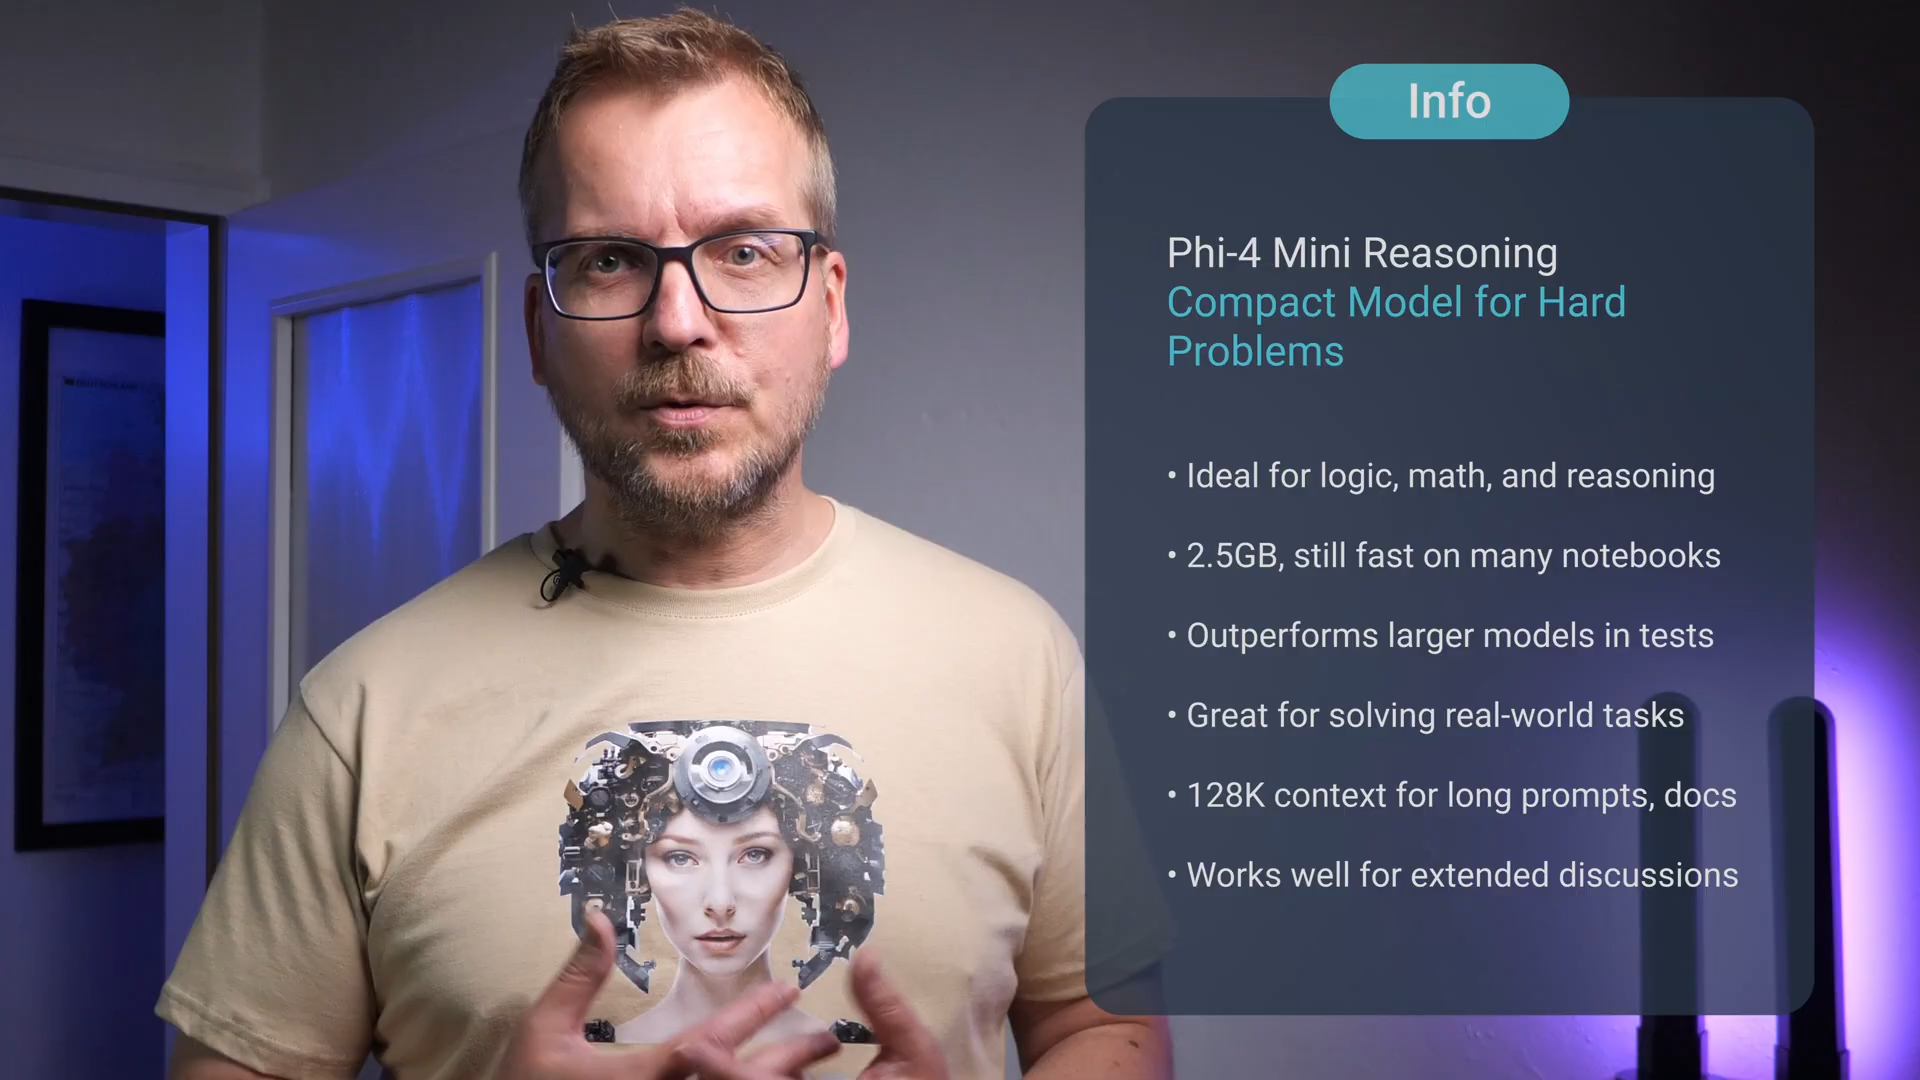 Info
Phi-4 Mini Reasoning
Compact Model for Hard
Problems
• Ideal for logic, math, and reasoning
• 2.5GB, still fast on many notebooks
• Outperforms larger models in tests
• Great for solving real-world tasks
• 128K context for long prompts, docs
• Works well for extended discussions
DEUTSCHLAND